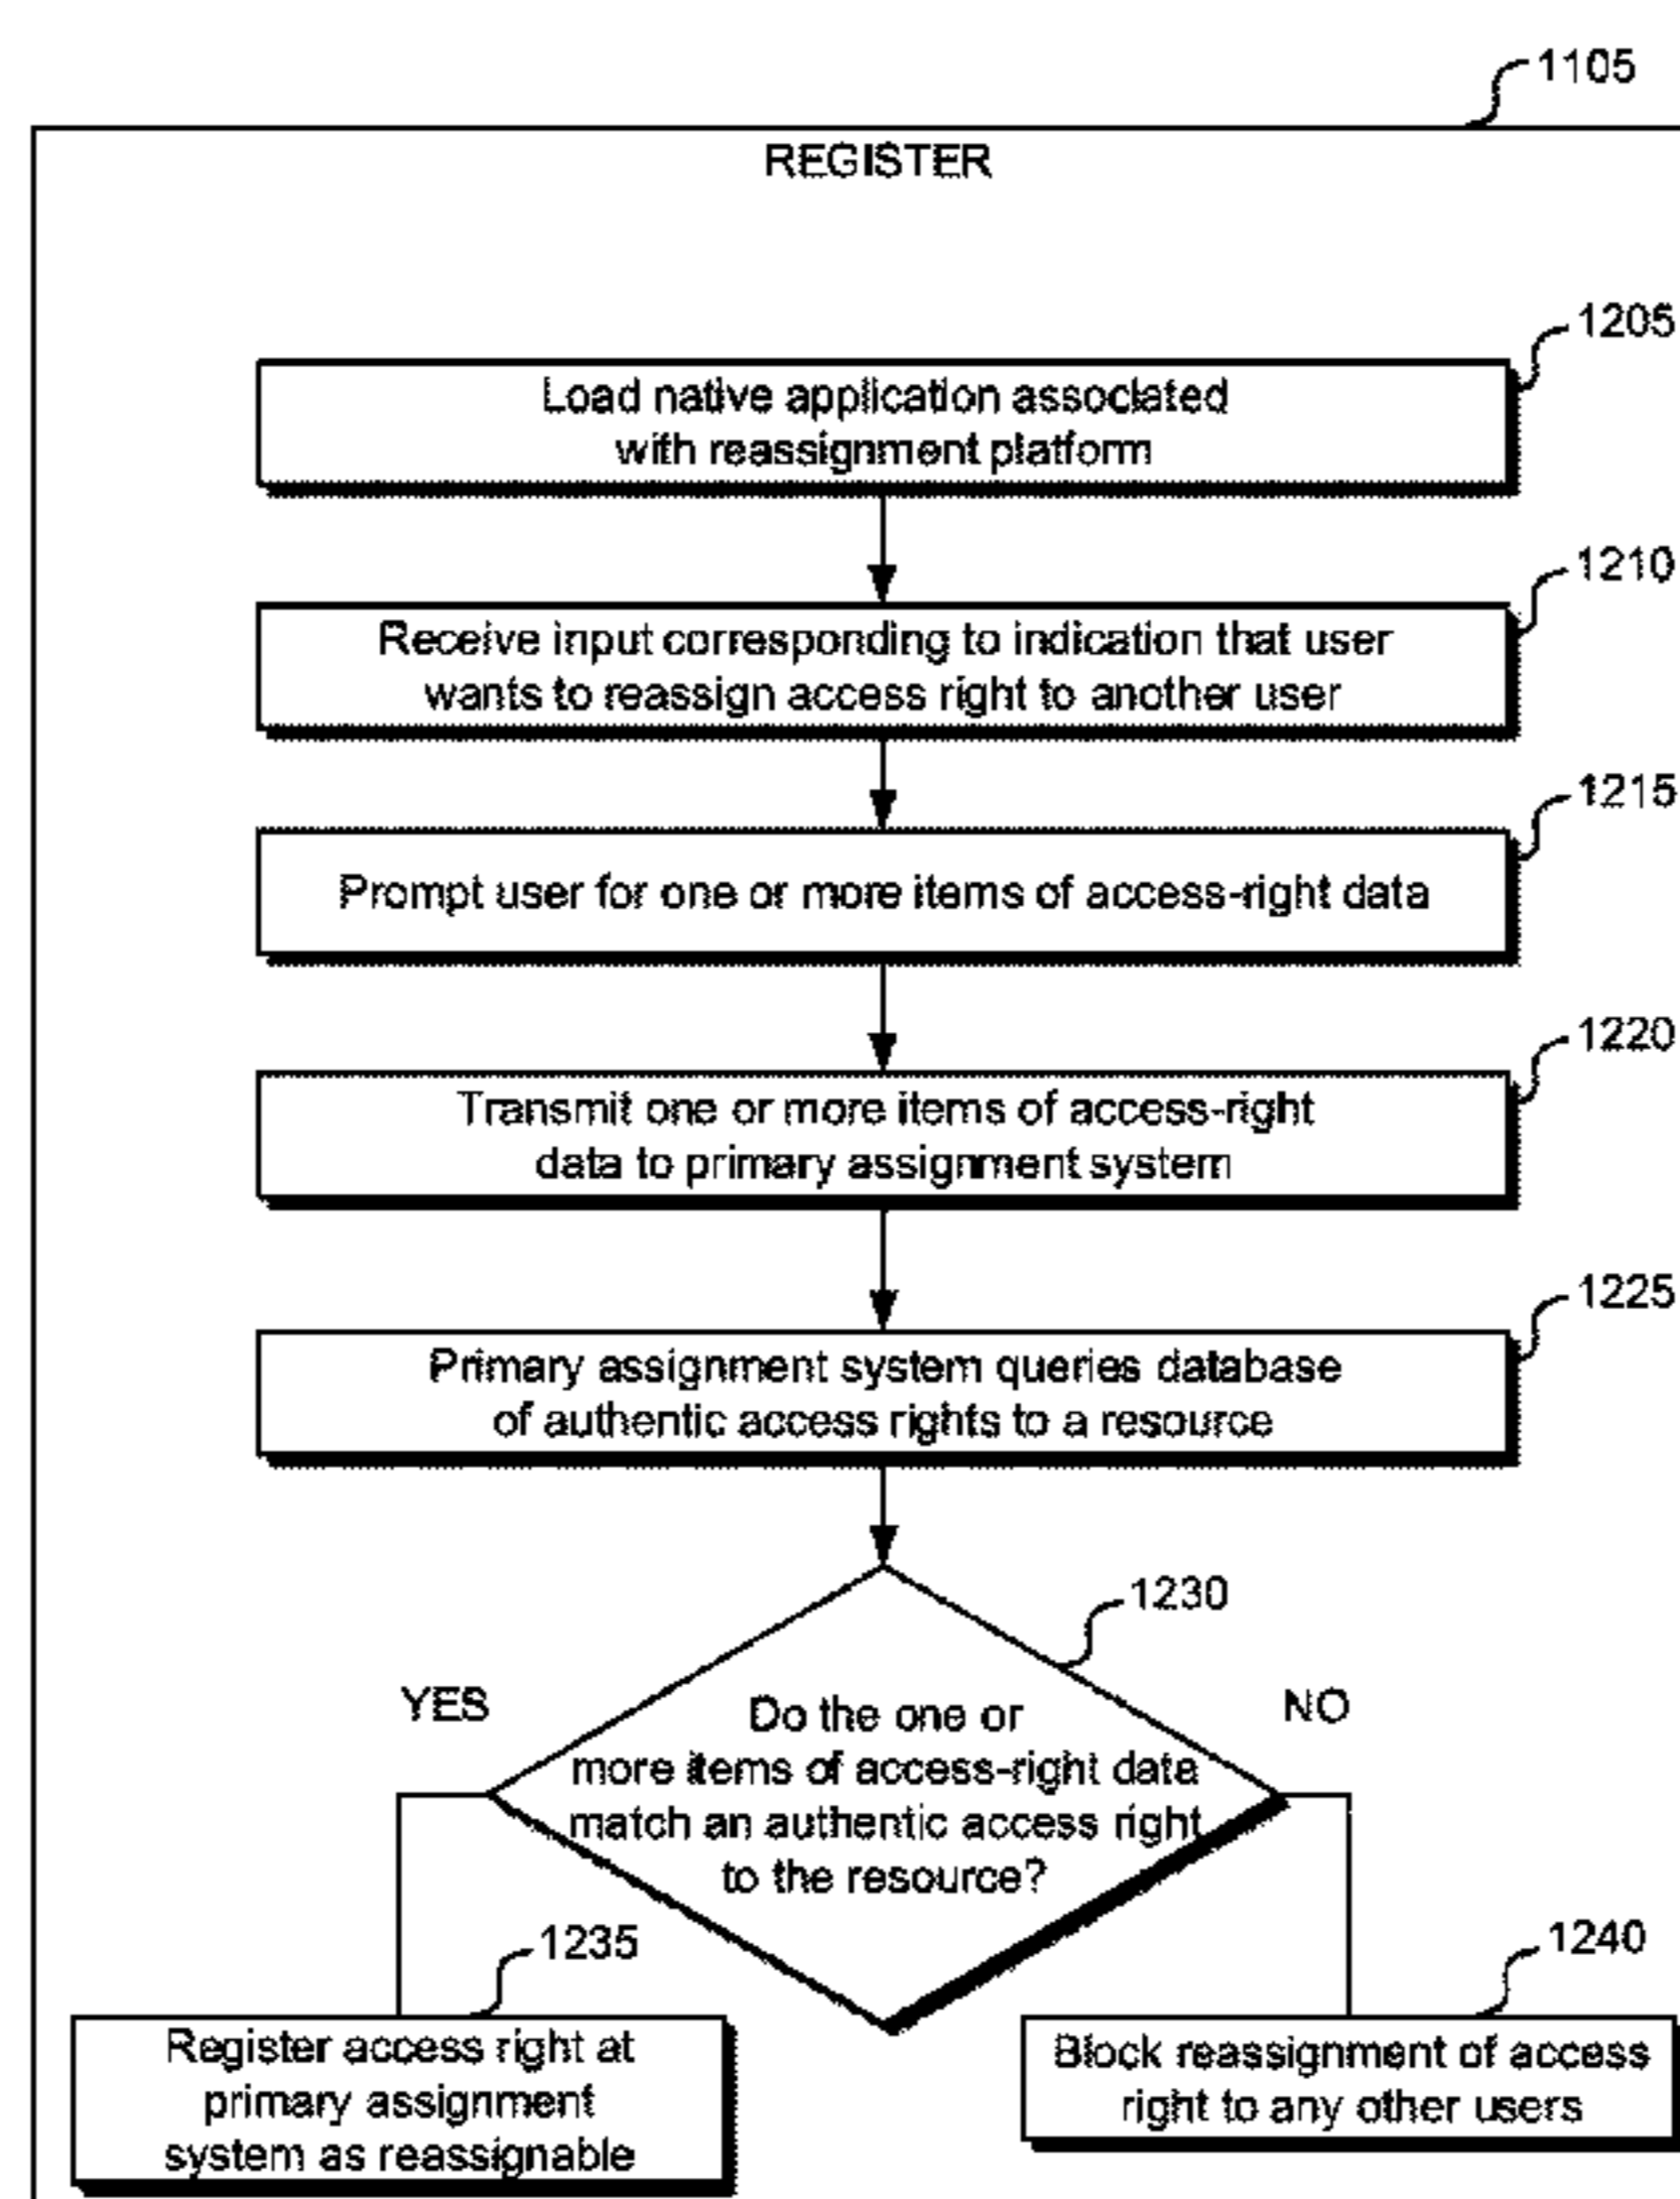 1105
REGISTER
1205
Load native application associated
with reassignment platform
1210
Receive input corresponding to indication that user
wants to reassign access right to another user
1215
Prompt user for one or more items of access-right data
1220
Transmit one or more items of access-right
data to primary assignment system
1225
Primary assignment system queries database
of authentic access rights to a resource
1230
YES
NO
Do the one or
more items of access-right data
match an authentic access right
to the resource?
1235
Register access right at
primary assignment
system as reassignable
1240
Block reassignment of access
right to any other users